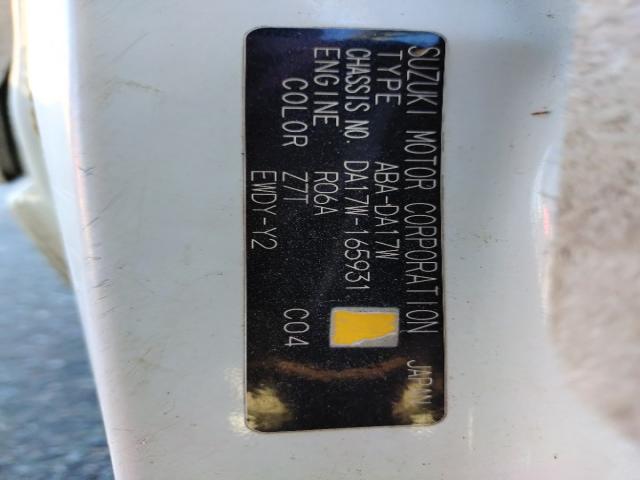 SUZUKI MOTOR CORPORATION JAPAN
TYPE ABA-DA17W
CHASSIS NO. DA17W-165931
ENGINE R06A
COLOR Z7T C04
EWDY-Y2